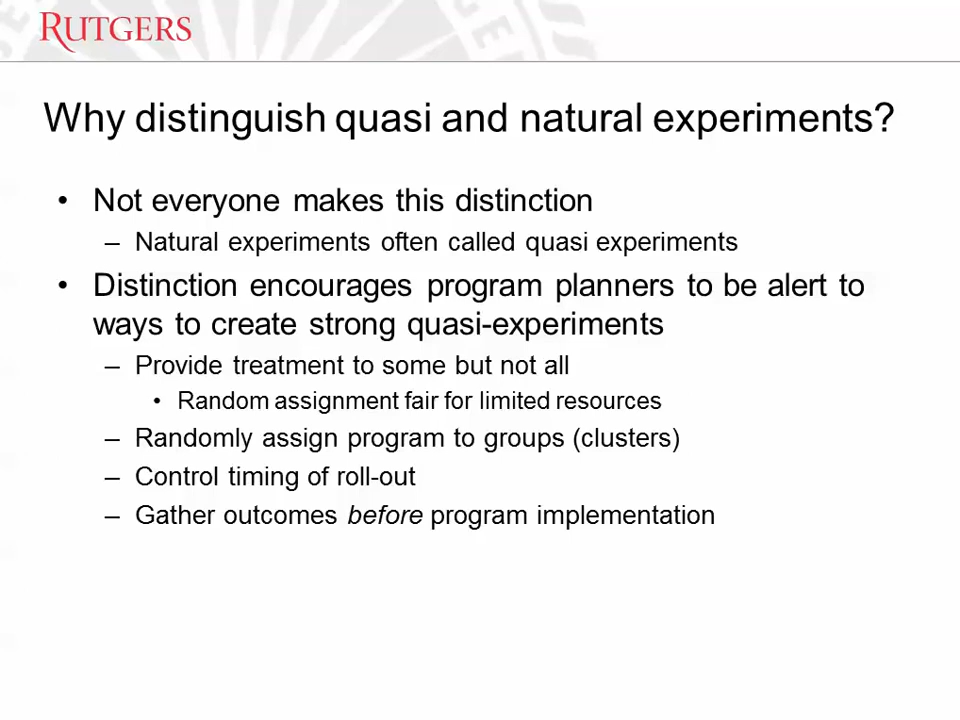 RUTGERS
Why distinguish quasi and natural experiments?
• Not everyone makes this distinction
– Natural experiments often called quasi experiments
• Distinction encourages program planners to be alert to
ways to create strong quasi-experiments
– Provide treatment to some but not all
• Random assignment fair for limited resources
– Randomly assign program to groups (clusters)
– Control timing of roll-out
– Gather outcomes before program implementation